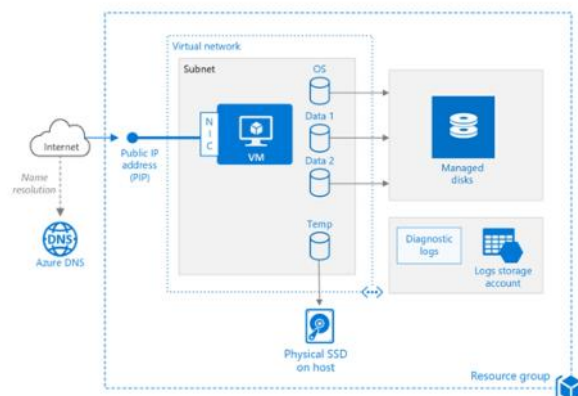 Virtual network
Subnet
OS
Data 1
Data 2
Temp
N
I
C
VM
Internet
Public IP
address
(PIP)
Name
resolution
DNS
Azure DNS
Managed
disks
Diagnostic
logs
Logs storage
account
Physical SSD
on host
Resource group